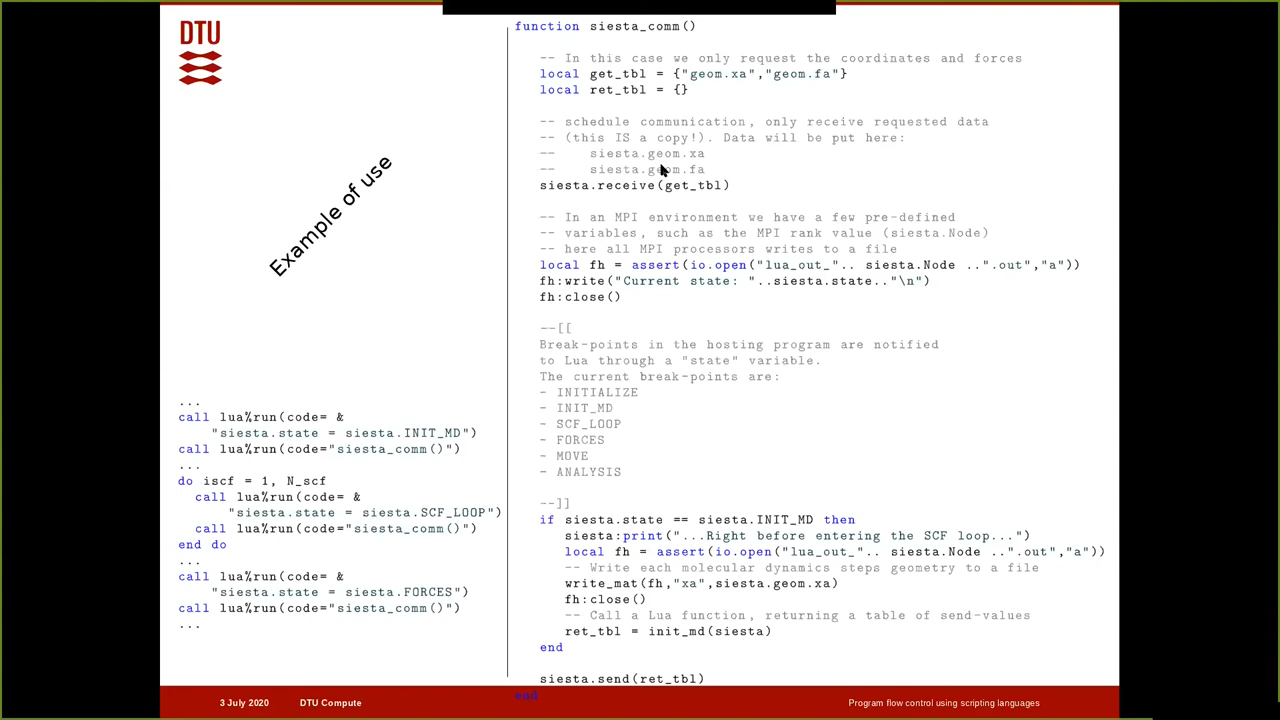 DTU
Example of use
...
call lua%run(code= &
"siesta.state = siesta.INIT_MD")
call lua%run(code="siesta_comm()")
...
do iscf = 1, N_scf
call lua%run(code= &
"siesta.state = siesta.SCF_LOOP")
call lua%run(code="siesta_comm()")
end do
...
call lua%run(code= &
"siesta.state = siesta.FORCES")
call lua%run(code="siesta_comm()")
...
function siesta_comm()
-- In this case we only request the coordinates and forces
local get_tbl = {"geom.xa","geom.fa"}
local ret_tbl = {}
-- schedule communication, only receive requested data
-- (this IS a copy!). Data will be put here:
-- siesta.geom.xa
-- siesta.geom.fa
siesta.receive(get_tbl)
-- In an MPI environment we have a few pre-defined
-- variables, such as the MPI rank value (siesta.Node)
-- here all MPI processors writes to a file
local fh = assert(io.open("lua_out_".. siesta.Node ..".out","a"))
fh:write("Current state: "..siesta.state.."\n")
fh:close()
--[[
Break-points in the hosting program are notified
to Lua through a "state" variable.
The current break-points are:
- INITIALIZE
- INIT_MD
- SCF_LOOP
- FORCES
- MOVE
- ANALYSIS
--]]
if siesta.state == siesta.INIT_MD then
siesta:print("...Right before entering the SCF loop...")
local fh = assert(io.open("lua_out_".. siesta.Node ..".out","a"))
-- Write each molecular dynamics steps geometry to a file
write_mat(fh,"xa",siesta.geom.xa)
fh:close()
-- Call a Lua function, returning a table of send-values
ret_tbl = init_md(siesta)
end
siesta.send(ret_tbl)
end
3 July 2020 DTU Compute Program flow control using scripting languages